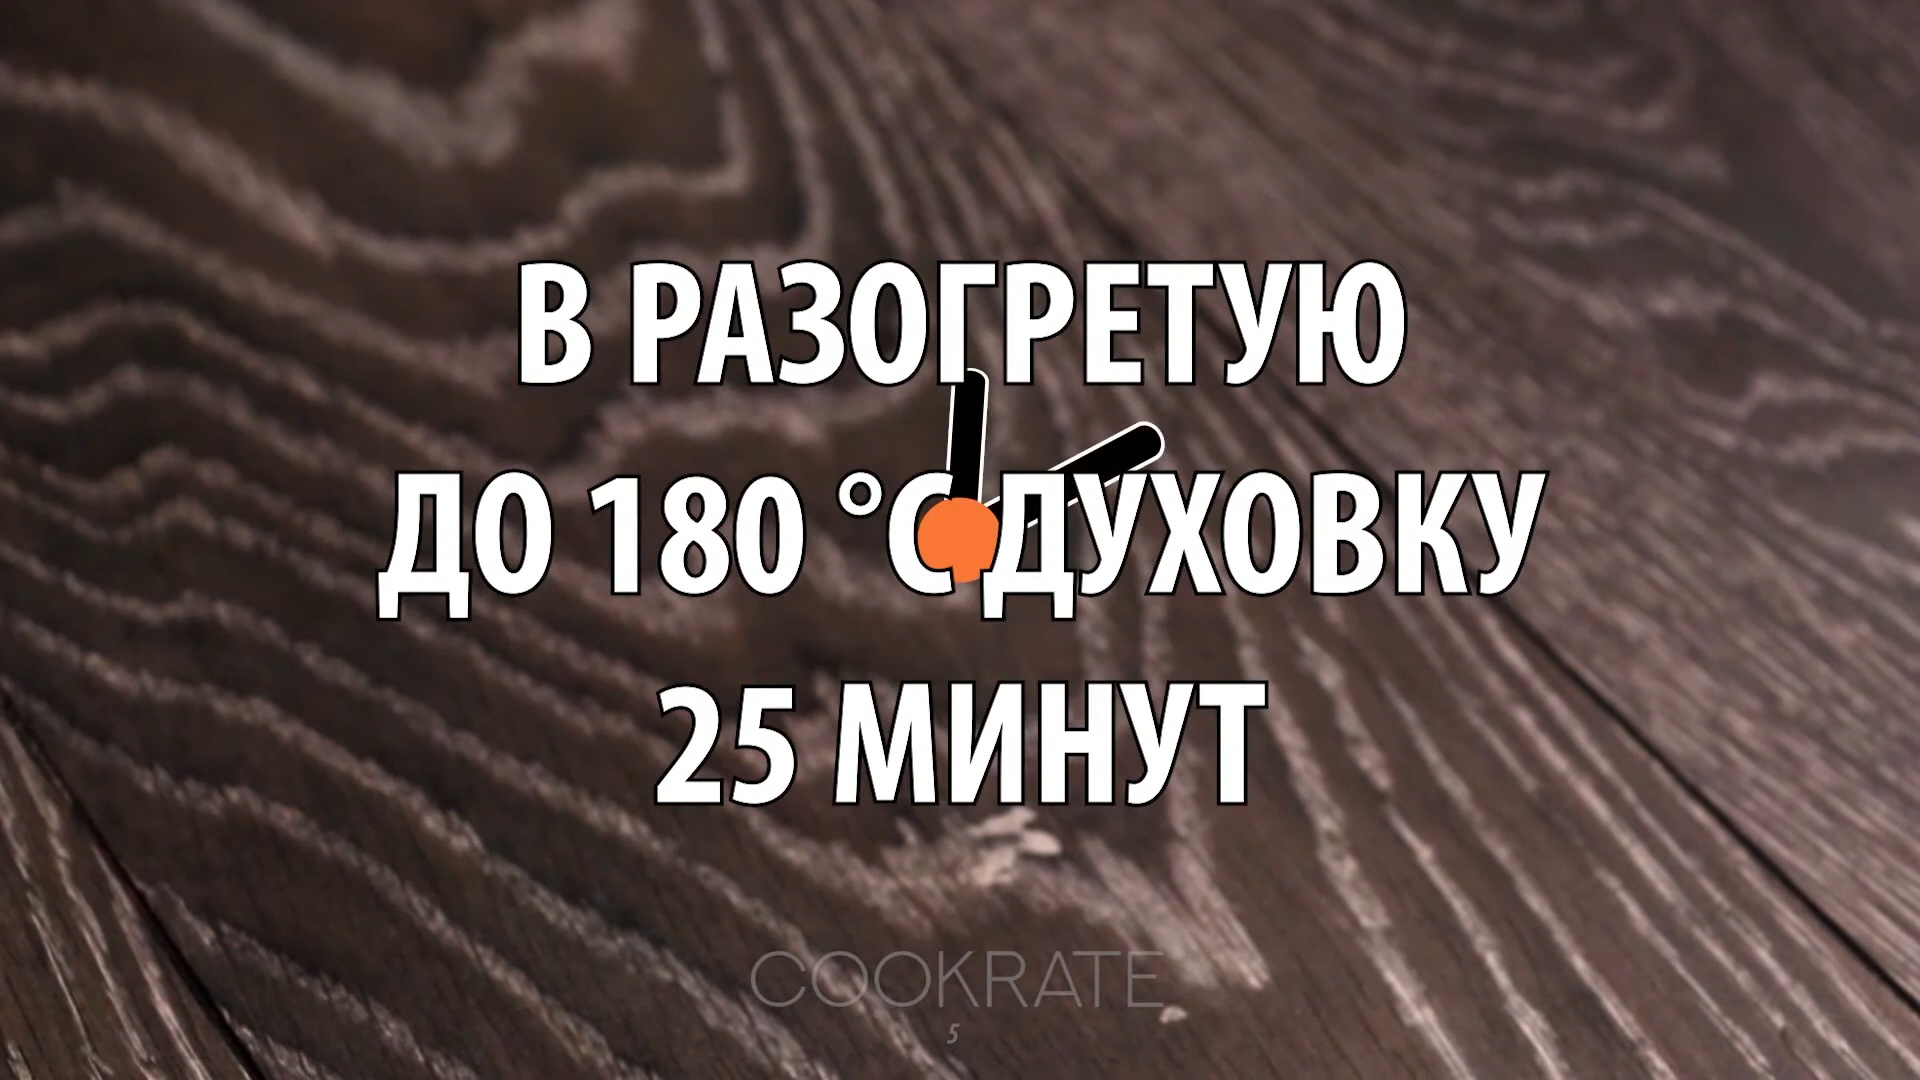 В РАЗОГРЕТУЮ
ДО 180 °С ДУХОВКУ
25 МИНУТ
COOKRATE
5